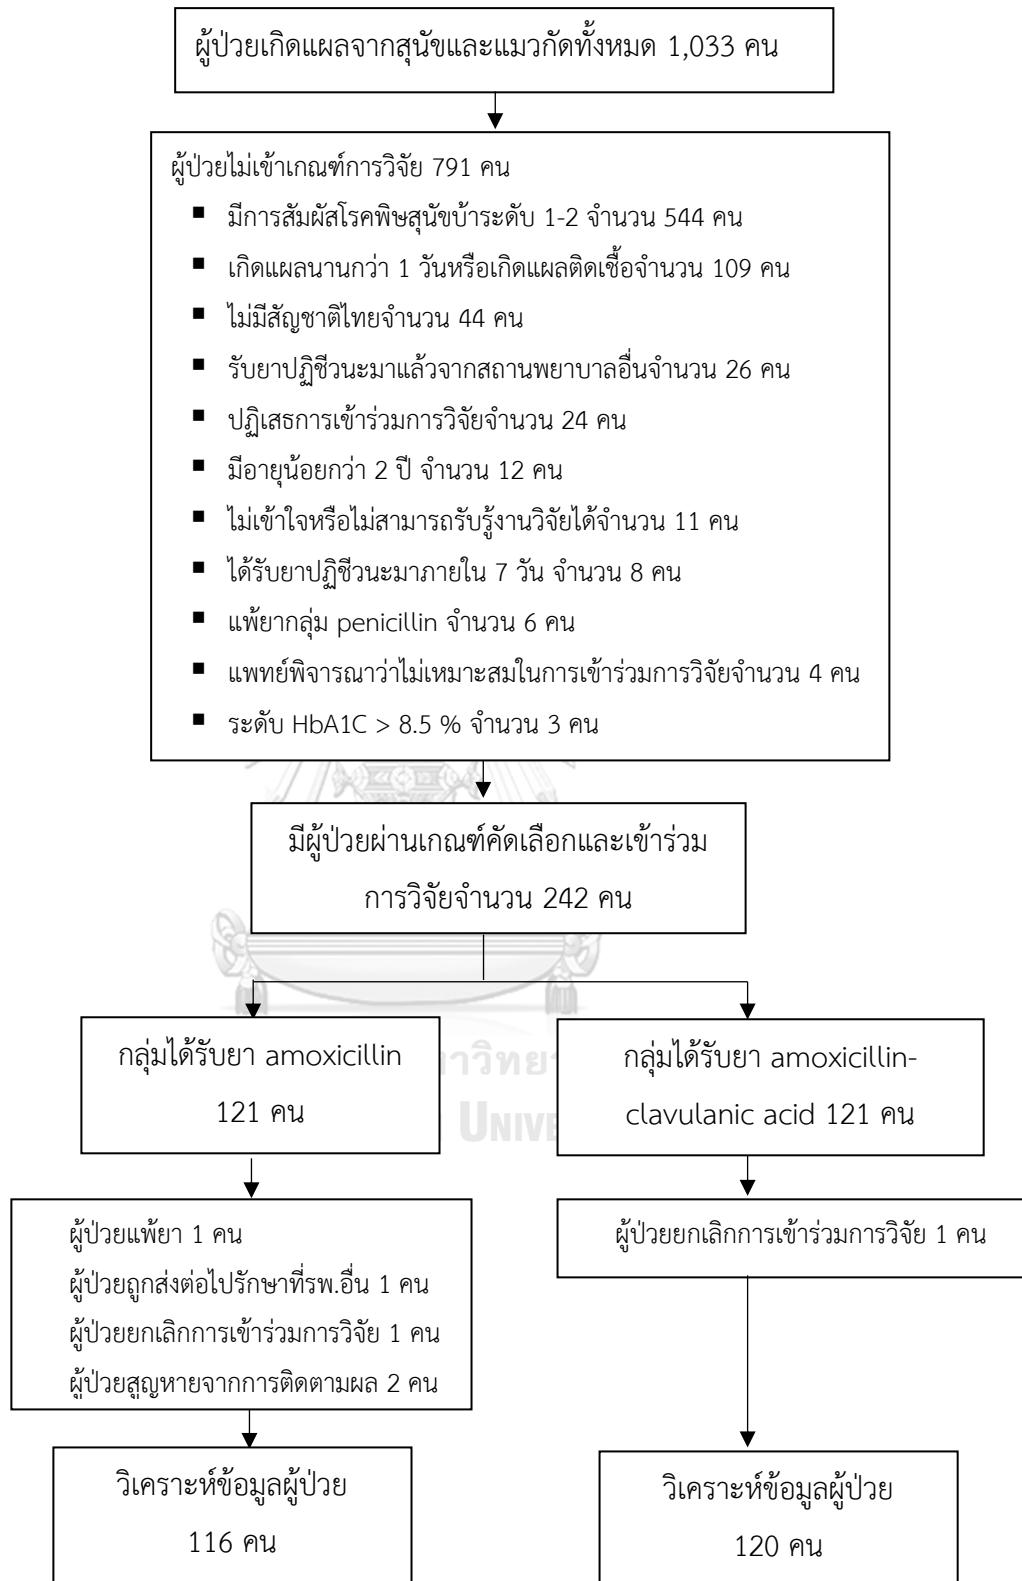 ผู้ป่วยเกิดแผลจากสุนัขและแมวกัดทั้งหมด 1,033 คน
ผู้ป่วยไม่เข้าเกณฑ์การวิจัย 791 คน
▪ มีการสัมผัสโรคพิษสุนัขบ้าระดับ 1-2 จำนวน 544 คน
▪ เกิดแผลนานกว่า 1 วันหรือเกิดแผลติดเชื้อจำนวน 109 คน
▪ ไม่มีสัญชาติไทยจำนวน 44 คน
▪ รับยาปฏิชีวนะมาแล้วจากสถานพยาบาลอื่นจำนวน 26 คน
▪ ปฏิเสธการเข้าร่วมการวิจัยจำนวน 24 คน
▪ มีอายุน้อยกว่า 2 ปี จำนวน 12 คน
▪ ไม่เข้าใจหรือไม่สามารถรับรู้งานวิจัยได้จำนวน 11 คน
▪ ได้รับยาปฏิชีวนะมาภายใน 7 วัน จำนวน 8 คน
▪ แพ้ยากลุ่ม penicillin จำนวน 6 คน
▪ แพทย์พิจารณาว่าไม่เหมาะสมในการเข้าร่วมการวิจัยจำนวน 4 คน
▪ ระดับ HbA1C > 8.5 % จำนวน 3 คน
มีผู้ป่วยผ่านเกณฑ์คัดเลือกและเข้าร่วม
การวิจัยจำนวน 242 คน
กลุ่มได้รับยา amoxicillin
121 คน
กลุ่มได้รับยา amoxicillin-
clavulanic acid 121 คน
ผู้ป่วยแพ้ยา 1 คน
ผู้ป่วยถูกส่งต่อไปรักษาที่รพ.อื่น 1 คน
ผู้ป่วยยกเลิกการเข้าร่วมการวิจัย 1 คน
ผู้ป่วยสูญหายจากการติดตามผล 2 คน
ผู้ป่วยยกเลิกการเข้าร่วมการวิจัย 1 คน
วิเคราะห์ข้อมูลผู้ป่วย
116 คน
วิเคราะห์ข้อมูลผู้ป่วย
120 คน